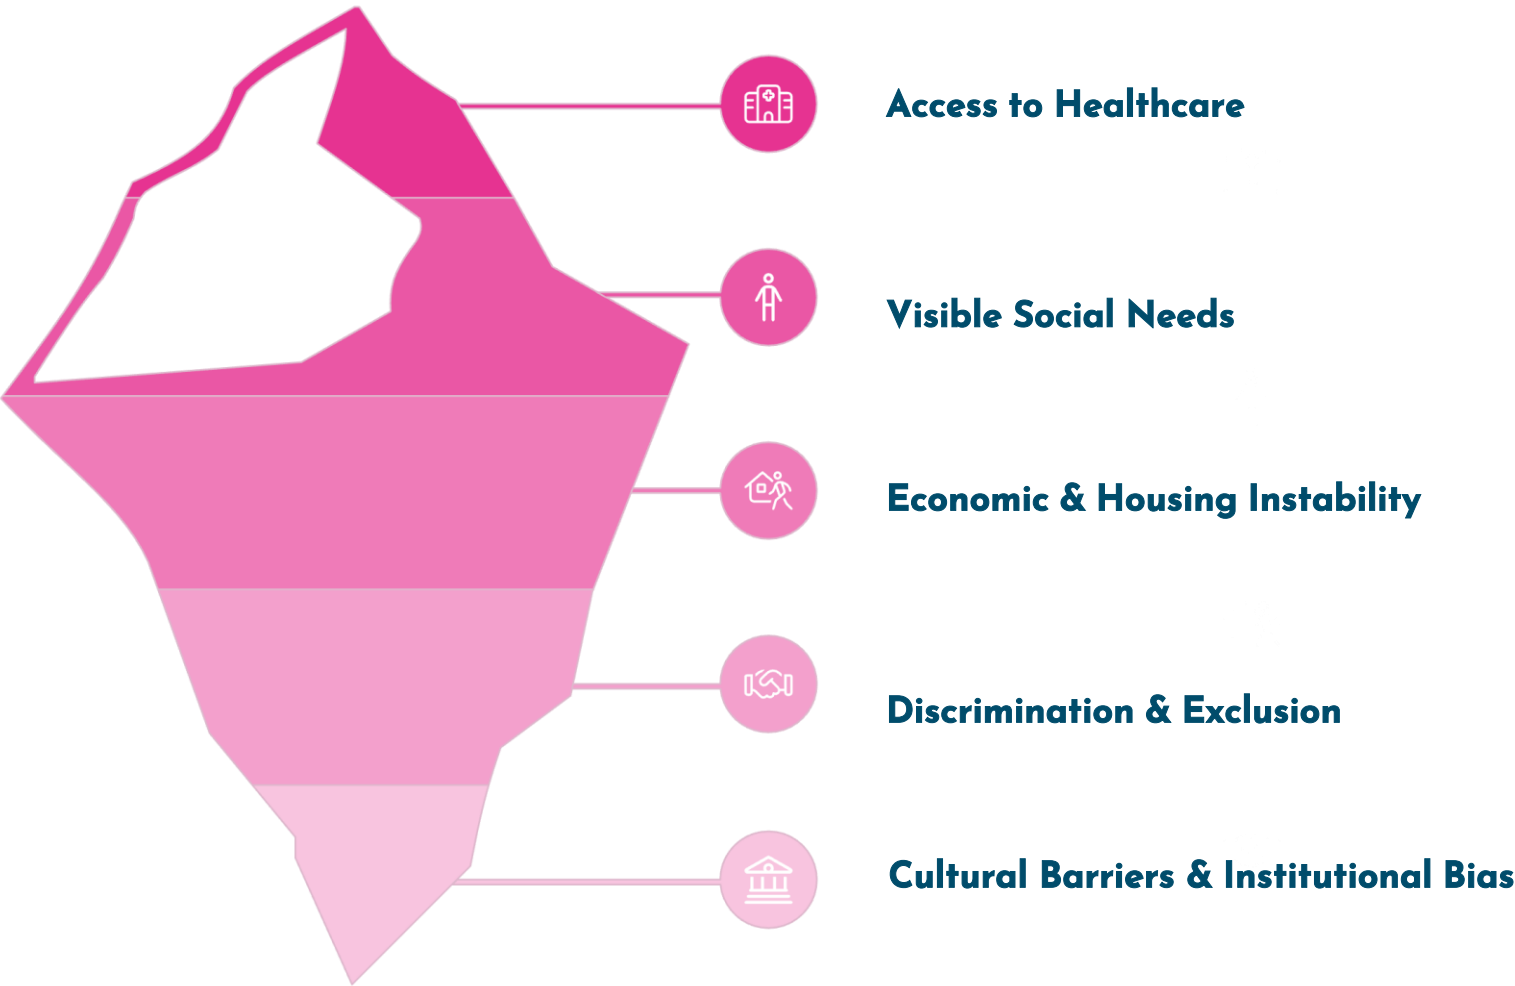 Access to Healthcare
Visible Social Needs
Economic & Housing Instability
Discrimination & Exclusion
Cultural Barriers & Institutional Bias